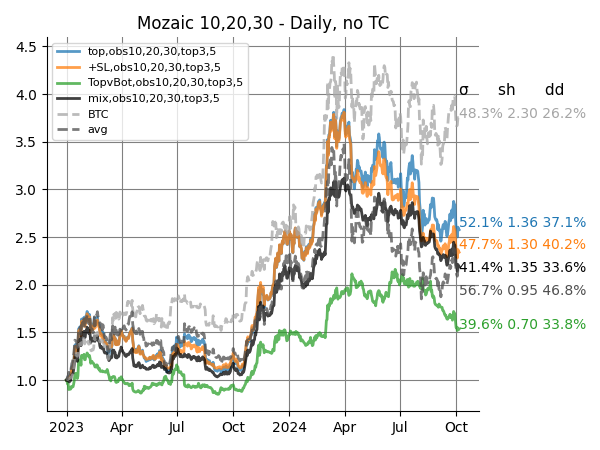 Mozaic 10,20,30 - Daily, no TC
4.5
4.0
3.5
3.0
2.5
2.0
1.5
1.0
top,obs10,20,30,top3,5
+SL,obs10,20,30,top3,5
TopvBot,obs10,20,30,top3,5
mix,obs10,20,30,top3,5
BTC
avg
σ sh dd
48.3% 2.30 26.2%
52.1% 1.36 37.1%
47.7% 1.30 40.2%
41.4% 1.35 33.6%
56.7% 0.95 46.8%
39.6% 0.70 33.8%
2023 Apr Jul Oct 2024 Apr Jul Oct